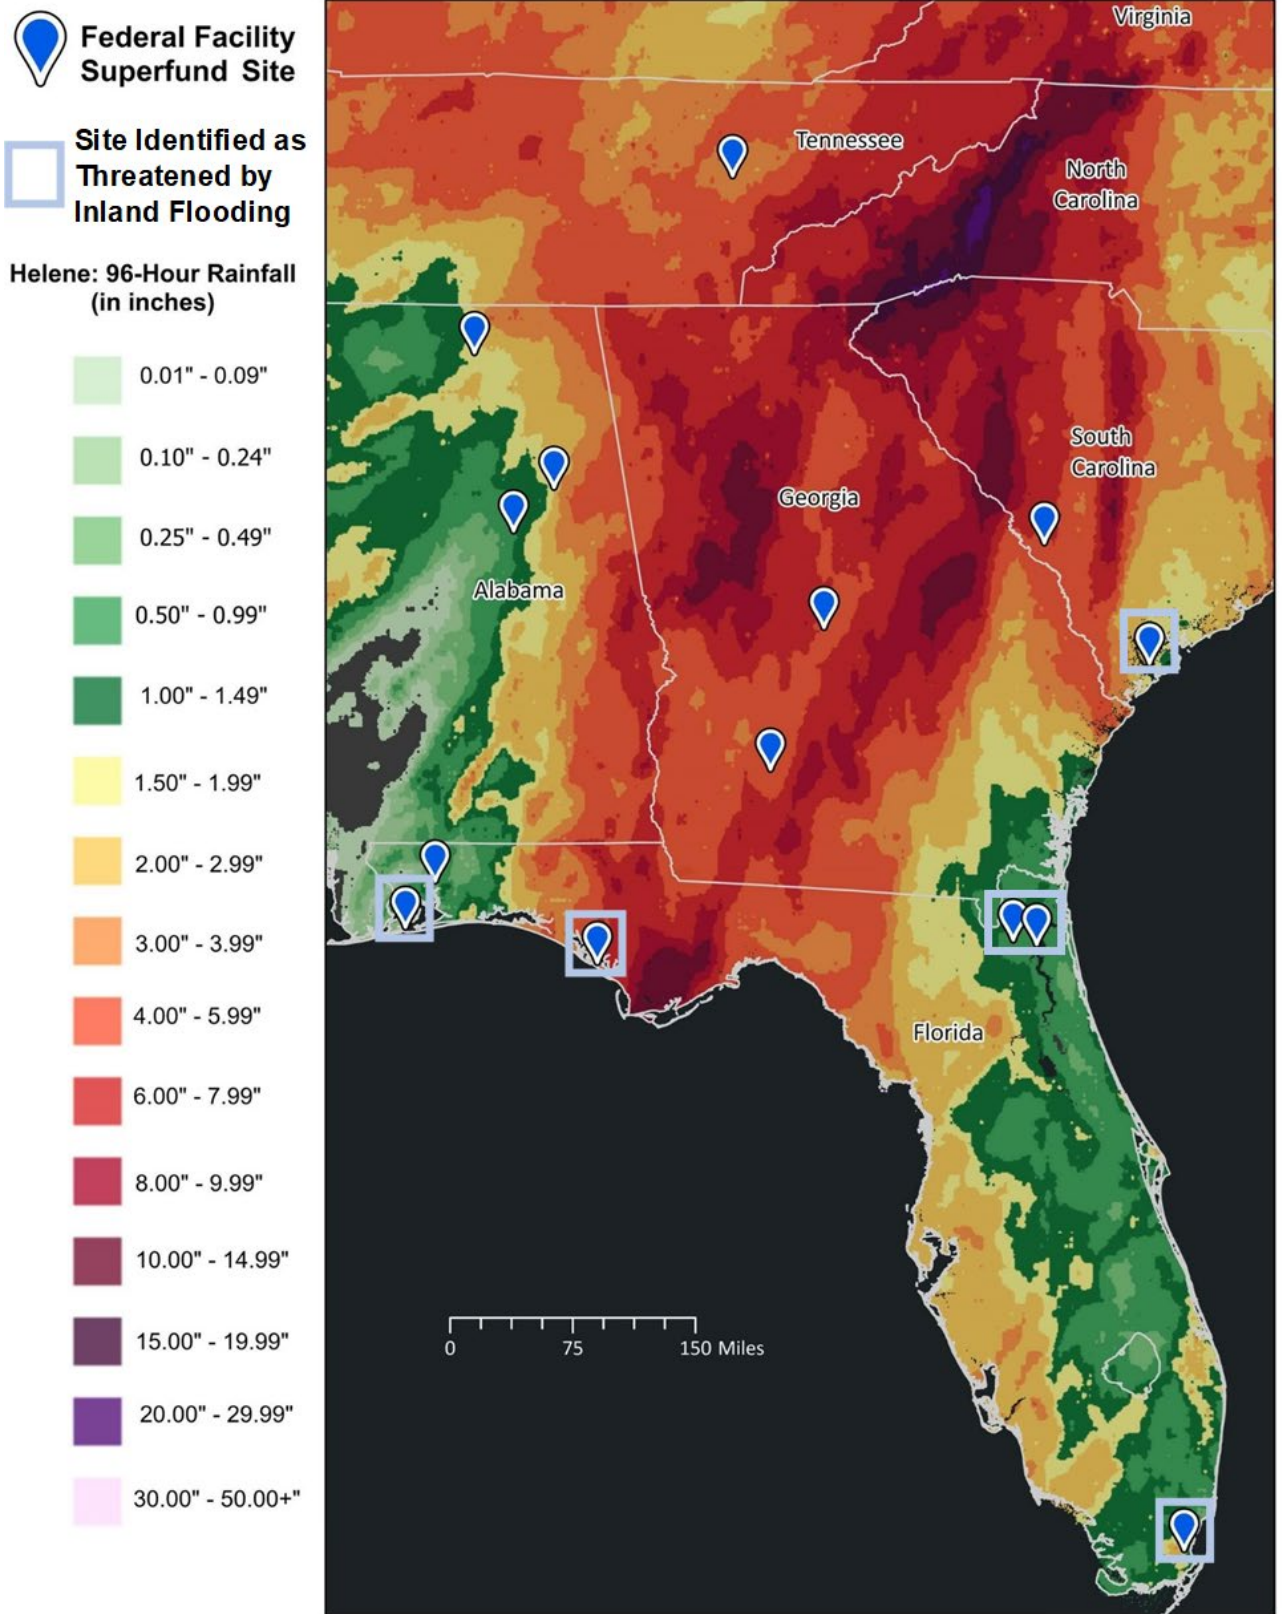 Federal Facility
Superfund Site
Site Identified as
Threatened by
Inland Flooding
Helene: 96-Hour Rainfall
(in inches)
0.01" - 0.09"
0.10" - 0.24"
0.25" - 0.49"
0.50" - 0.99"
1.00" - 1.49"
1.50" - 1.99"
2.00" - 2.99"
3.00" - 3.99"
4.00" - 5.99"
6.00" - 7.99"
8.00" - 9.99"
10.00" - 14.99"
15.00" - 19.99"
20.00" - 29.99"
30.00" - 50.00+"
Virginia
Tennessee
North
Carolina
South
Carolina
Georgia
Alabama
Florida
0 75 150 Miles